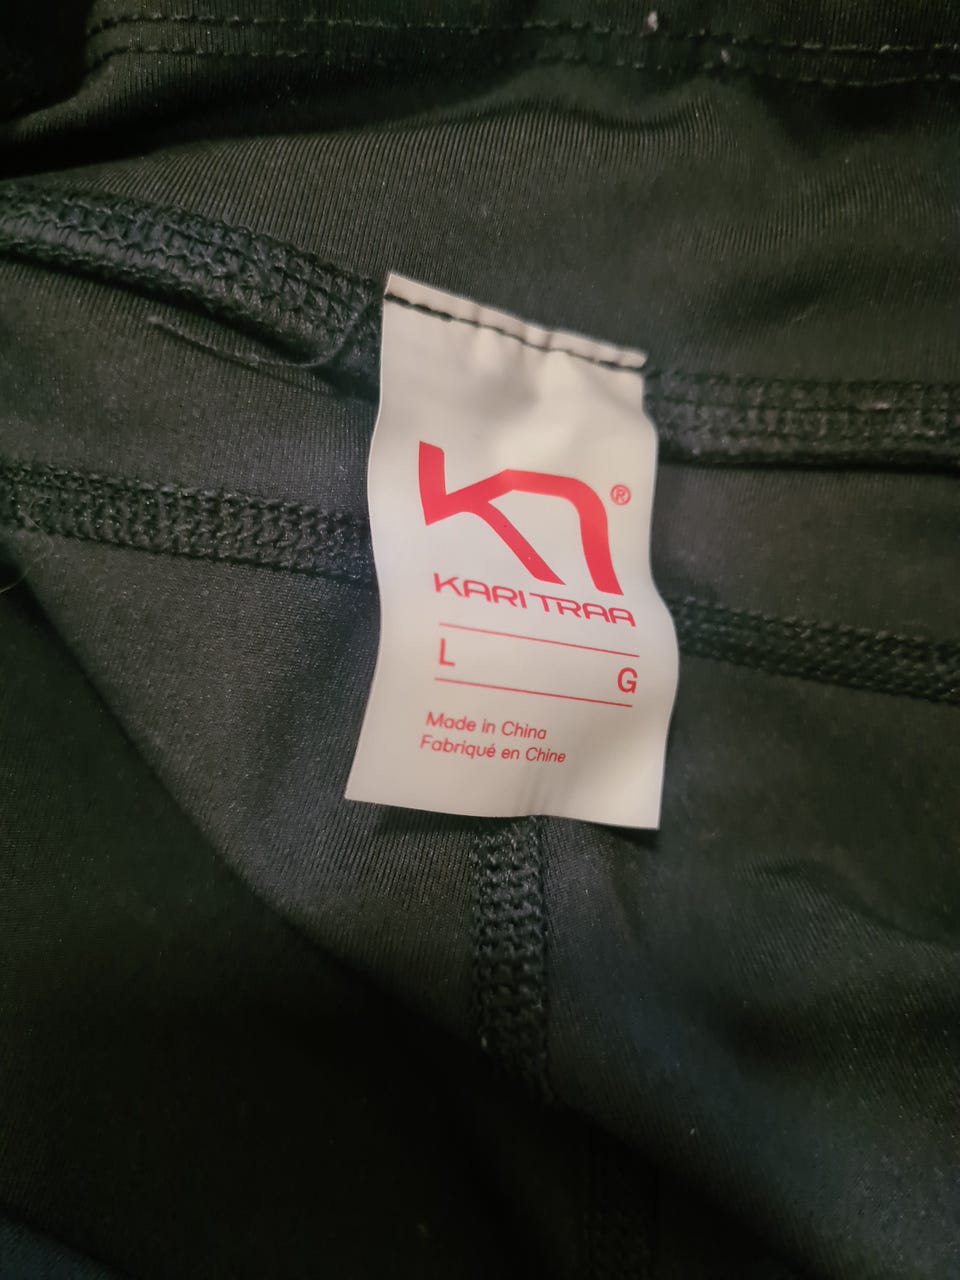 KARI TRAA
L G
Made in China
Fabriqué en Chine